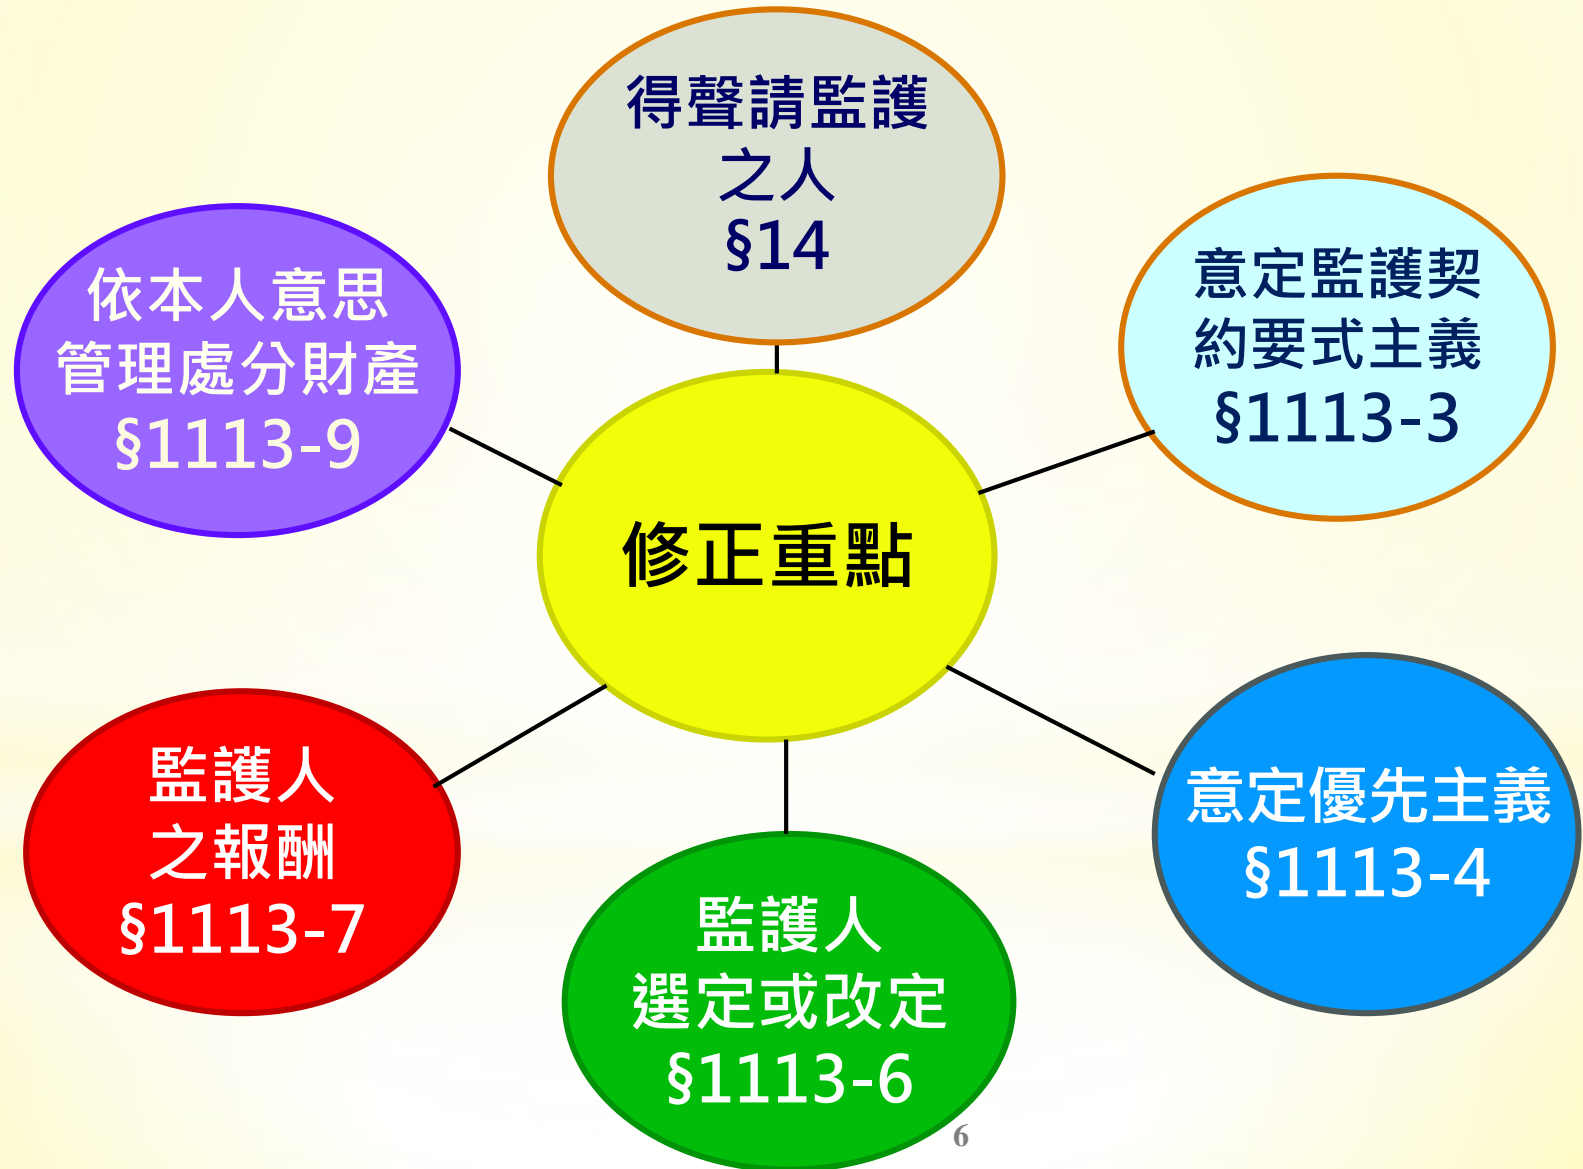 得聲請監護
之人
§14
意定監護契
約要式主義
§1113-3
意定優先主義
§1113-4
監護人
選定或改定
§1113-6
監護人
之報酬
§1113-7
依本人意思
管理處分財產
§1113-9
修正重點
6